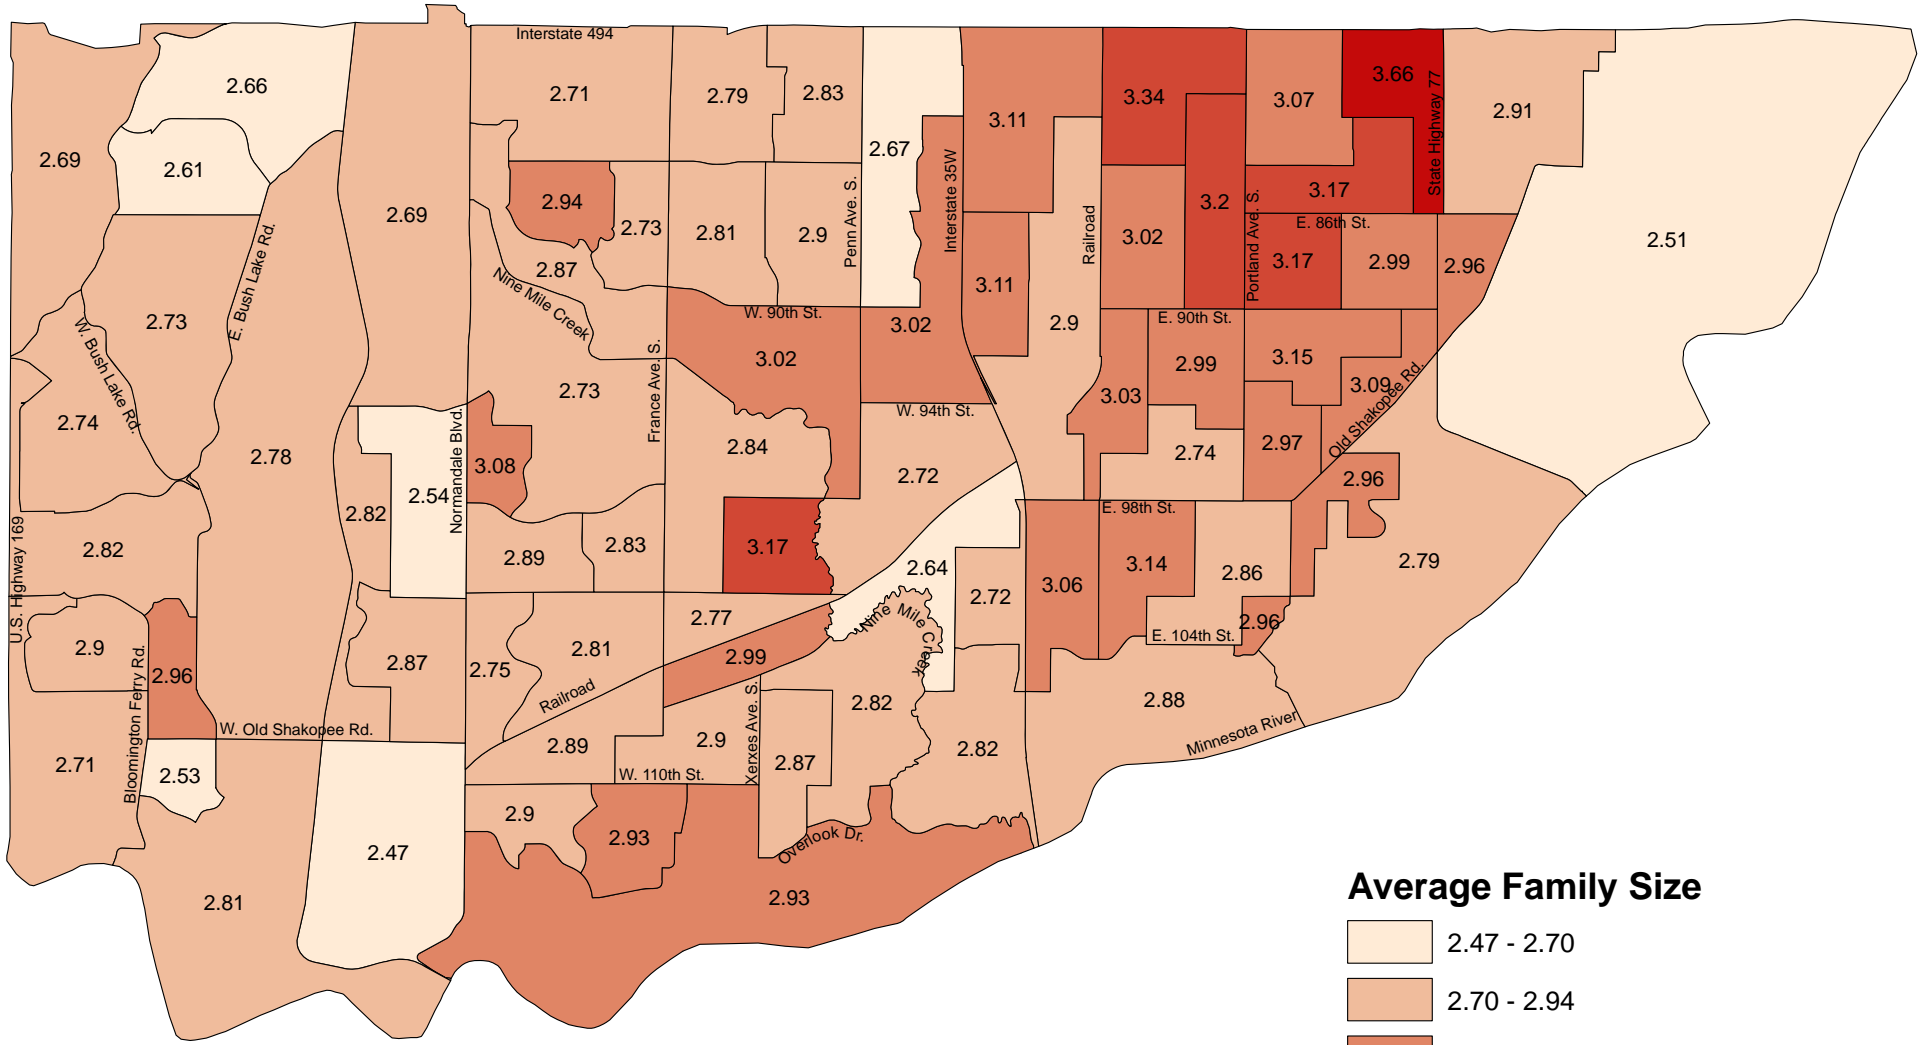 Interstate 494
2.66
2.71
2.79
2.83
3.34
3.07
3.66
State Highway 77
2.91
2.69
2.61
2.67
3.11
2.69
2.94
2.73
2.81
2.9
Penn Ave. S.
Interstate 35W
Railroad
3.02
3.2
3.17
E. 86th St.
Portland Ave. S.
3.17
2.99
2.96
2.51
2.87
Nine Mile Creek
3.11
2.73
E. Bush Lake Rd.
W. Bush Lake Rd.
W. 90th St.
3.02
3.02
2.9
E. 90th St.
2.99
3.15
3.09
Old Shakopee Rd.
2.73
France Ave. S.
3.03
2.74
2.78
Normandale Blvd.
W. 94th St.
2.84
2.72
2.74
2.97
2.96
3.08
2.54
2.82
E. 98th St.
2.82
U.S. Highway 169
2.89
2.83
3.17
2.64
2.72
3.06
3.14
2.86
2.79
2.77
Nine Mile Creek
2.96
E. 104th St.
2.9
2.96
Bloomington Ferry Rd.
2.87
2.75
2.81
2.99
Railroad
Xerxes Ave. S.
2.82
2.88
Minnesota River
W. Old Shakopee Rd.
2.71
2.53
2.89
2.9
2.87
2.82
W. 110th St.
2.9
2.93
Overlook Dr.
2.47
2.81
2.93
Average Family Size
2.47 - 2.70
2.70 - 2.94